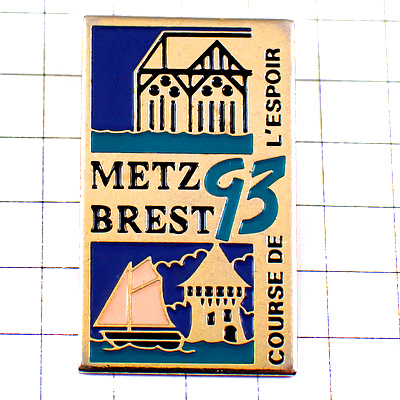 METZ
BREST 93
COURSE DE L'ESPOIR